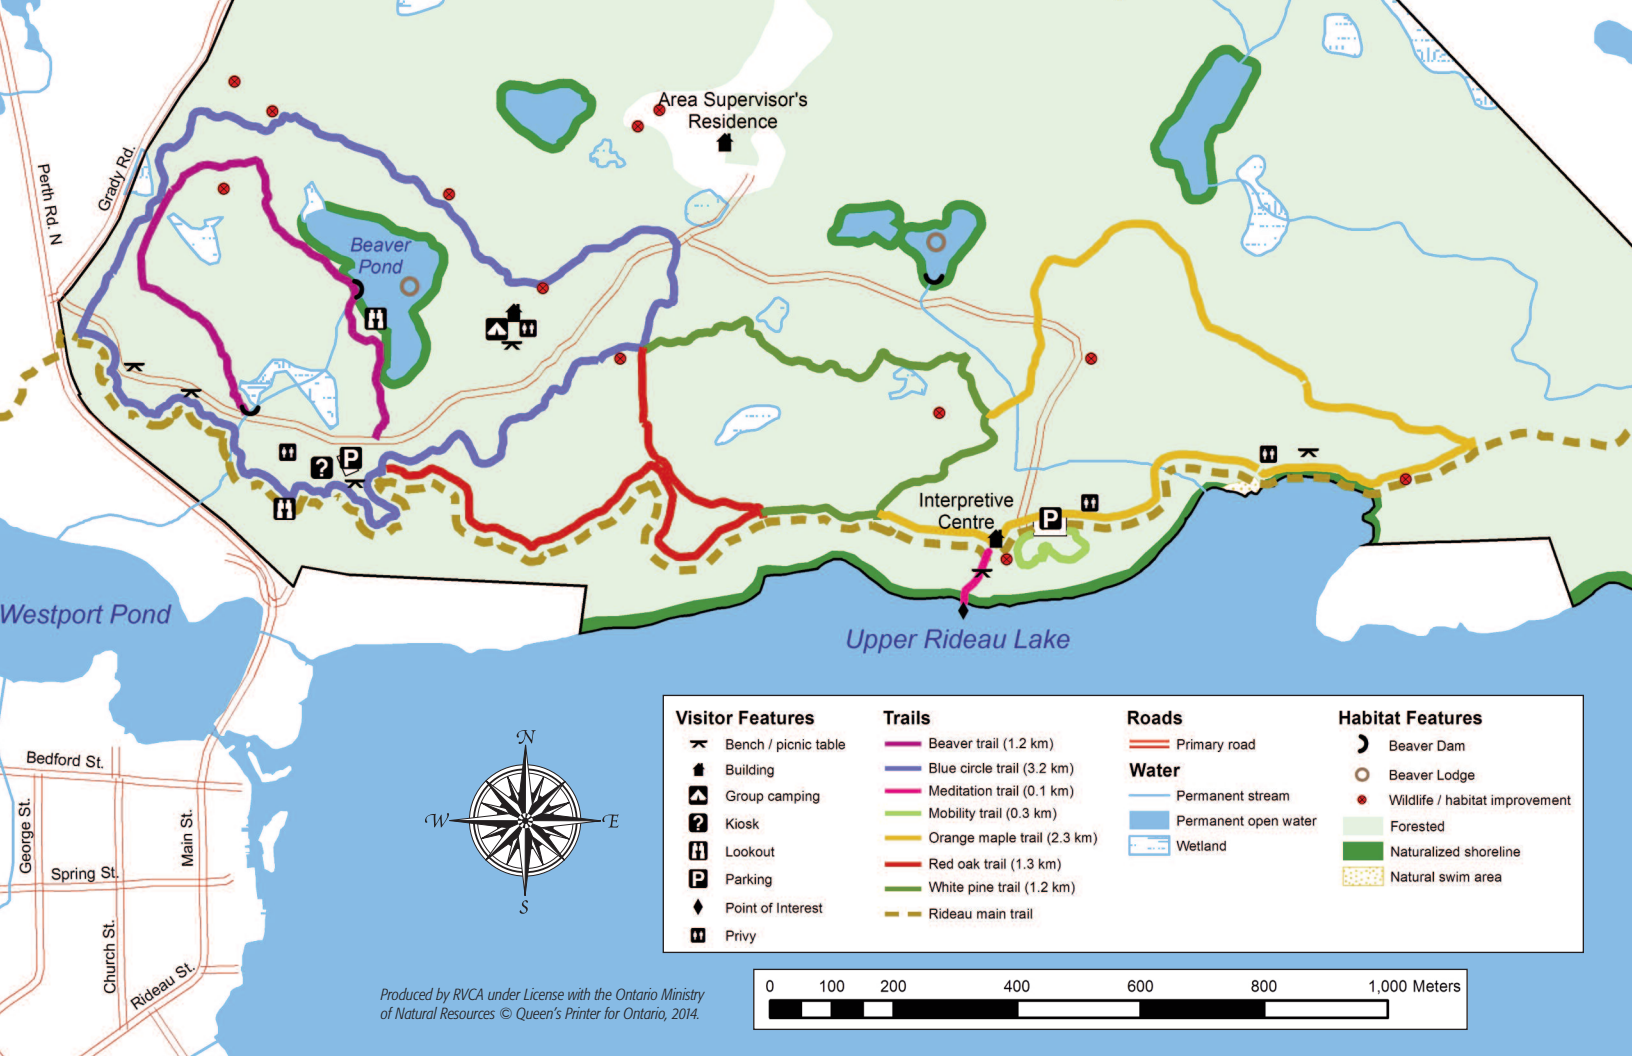 Area Supervisor's
Residence
Grady Rd.
Perth Rd. N
Beaver
Pond
P
?
Interpretive
Centre
P
Westport Pond
Upper Rideau Lake
Bedford St.
George St.
Main St.
Spring St.
Church St.
Rideau St.
N
W
E
S
Visitor Features
Bench / picnic table
Building
Group camping
? Kiosk
Lookout
P Parking
Point of Interest
Privy
Trails
Beaver trail (1.2 km)
Blue circle trail (3.2 km)
Meditation trail (0.1 km)
Mobility trail (0.3 km)
Orange maple trail (2.3 km)
Red oak trail (1.3 km)
White pine trail (1.2 km)
Rideau main trail
Roads
Primary road
Water
Permanent stream
Permanent open water
Wetland
Habitat Features
Beaver Dam
Beaver Lodge
Wildlife / habitat improvement
Forested
Naturalized shoreline
Natural swim area
Produced by RVCA under License with the Ontario Ministry
of Natural Resources © Queen's Printer for Ontario, 2014.
0 100 200 400 600 800 1,000 Meters